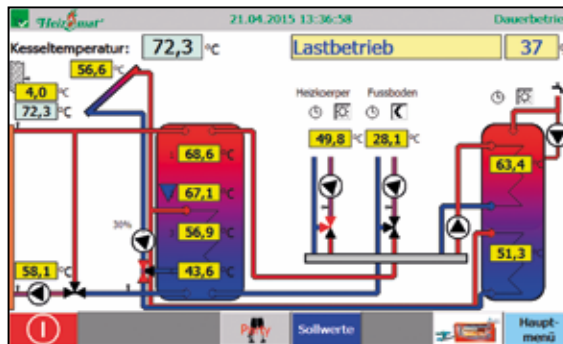 Heizomat 21.04.2015 13:36:58 Dauerbetrie
Kesseltemperatur: 72,3 °C Lastbetrieb 37
56,6 °C
4,0 °C
72,3 °C
Heizkoerper Fussboden
49,8 °C 28,1 °C
68,6 °C
67,1 °C
56,9 °C
43,6 °C
63,4 °C
51,3 °C
30%
58,1 °C
Party Sollwerte Haupt-
menü